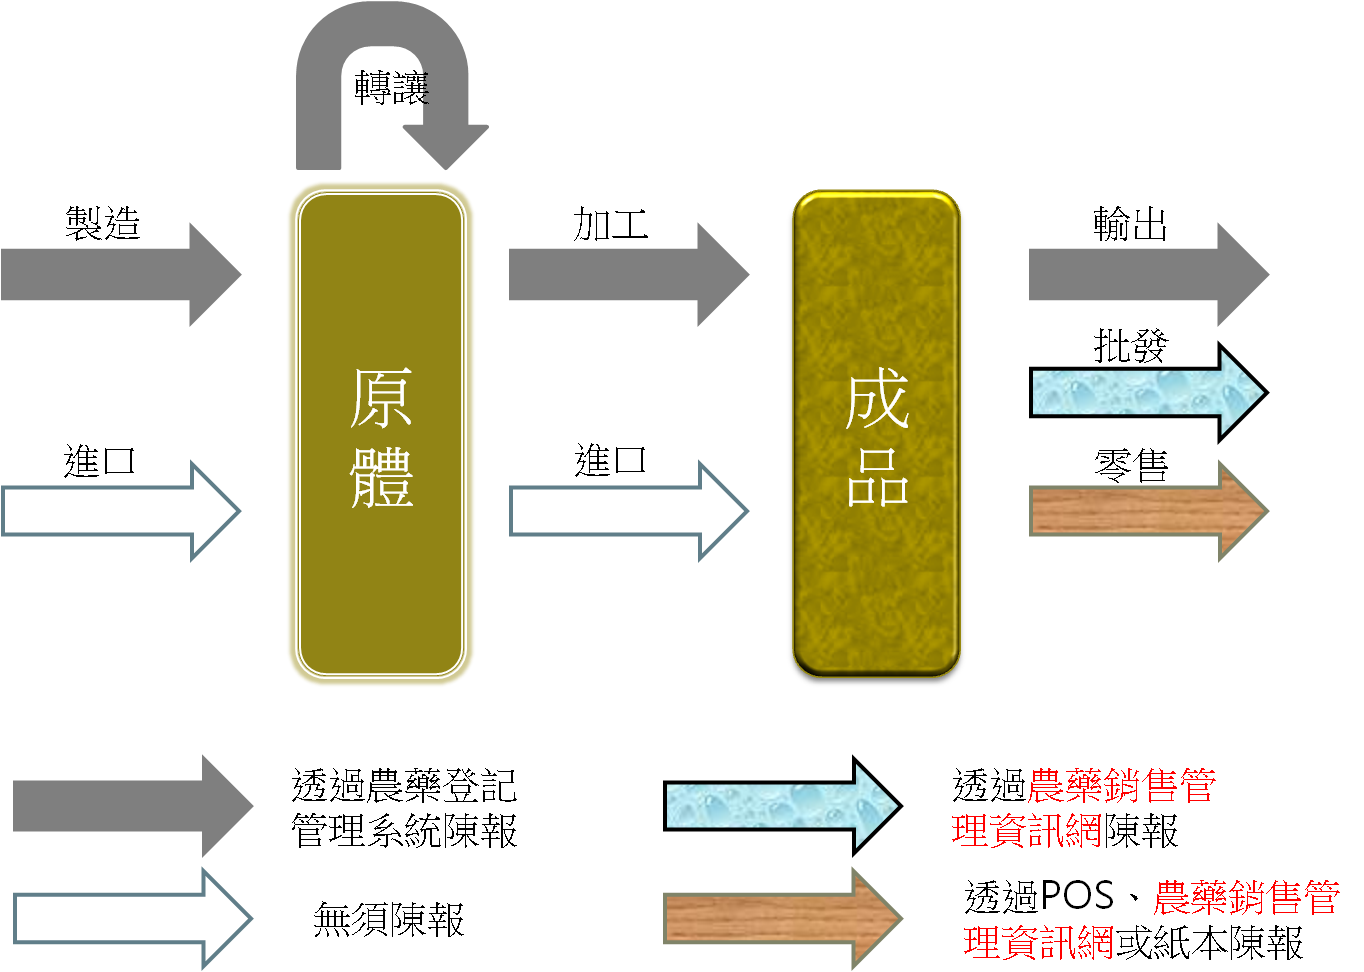 轉讓
製造
加工
輸出
批發
原
體
成
品
進口
進口
零售
透過農藥登記
管理系統陳報
透過農藥銷售管
理資訊網陳報
無須陳報
透過POS、農藥銷售管
理資訊網或紙本陳報